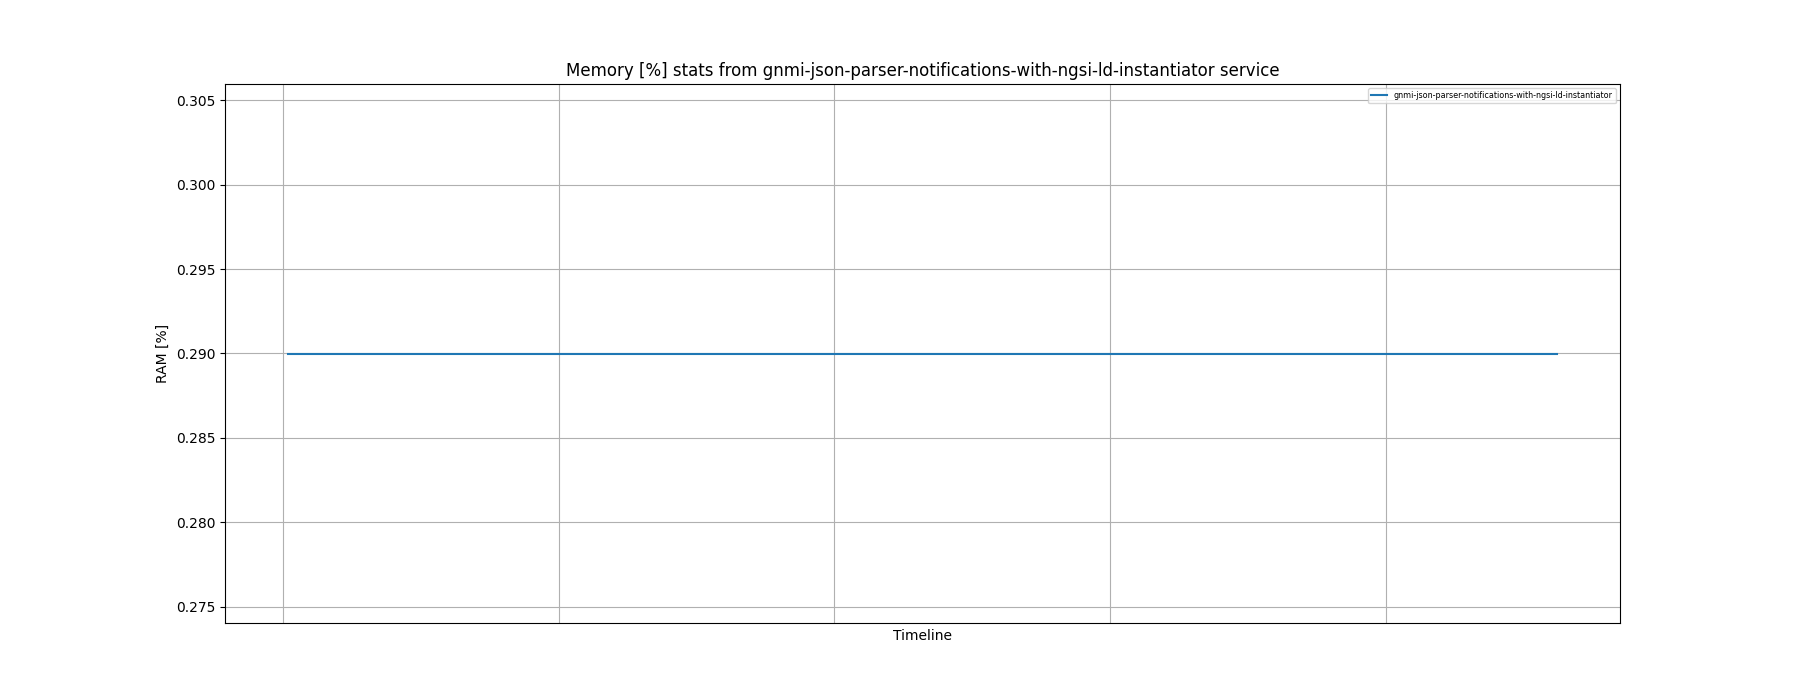 Memory [%] stats from gnmi-json-parser-notifications-with-ngsi-ld-instantiator service
gnmi-json-parser-notifications-with-ngsi-ld-instantiator
0.305
0.300
0.295
0.290
0.285
0.280
0.275
RAM [%]
Timeline